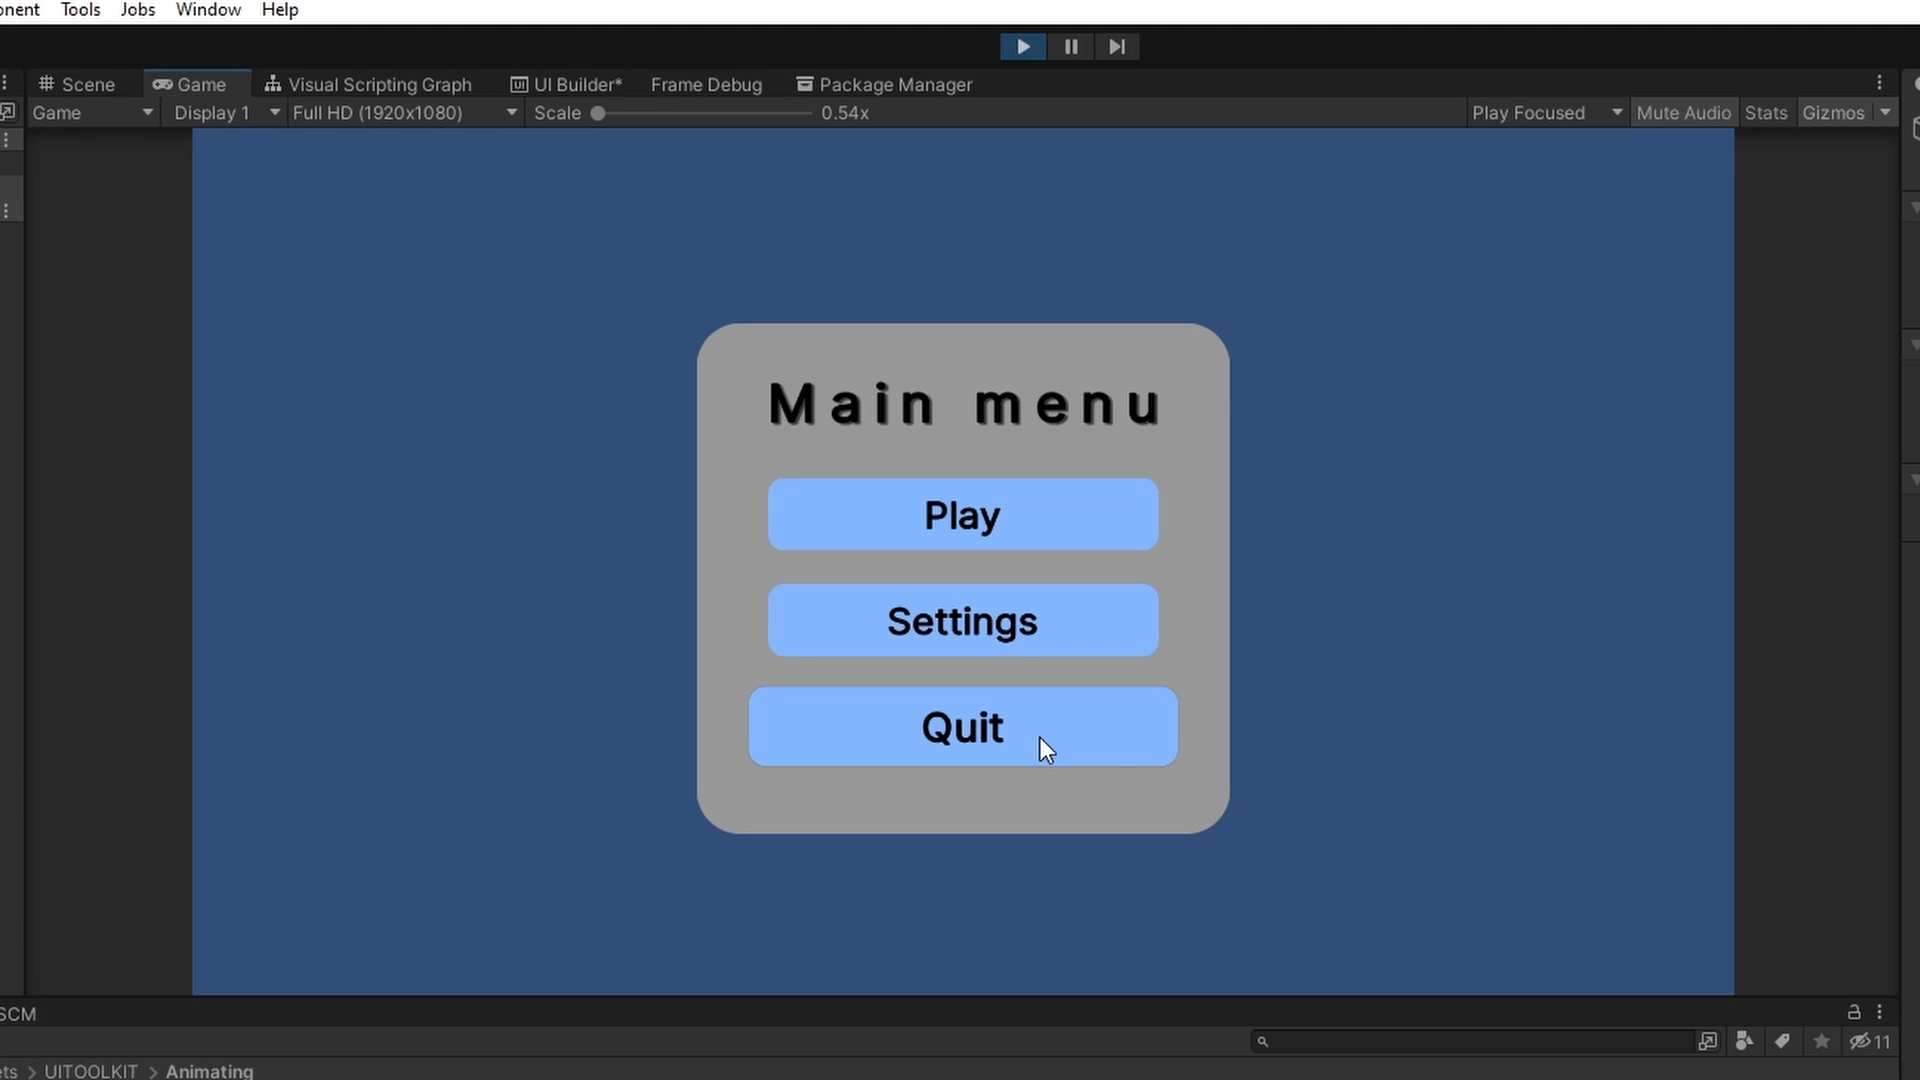 onent Tools Jobs Window Help
Scene Game Visual Scripting Graph UI Builder* Frame Debug Package Manager
Game Display 1 Full HD (1920x1080) Scale 0.54x Play Focused Mute Audio Stats Gizmos
Main menu
Play
Settings
Quit
SCM
11
ets > UITOOLKIT > Animating